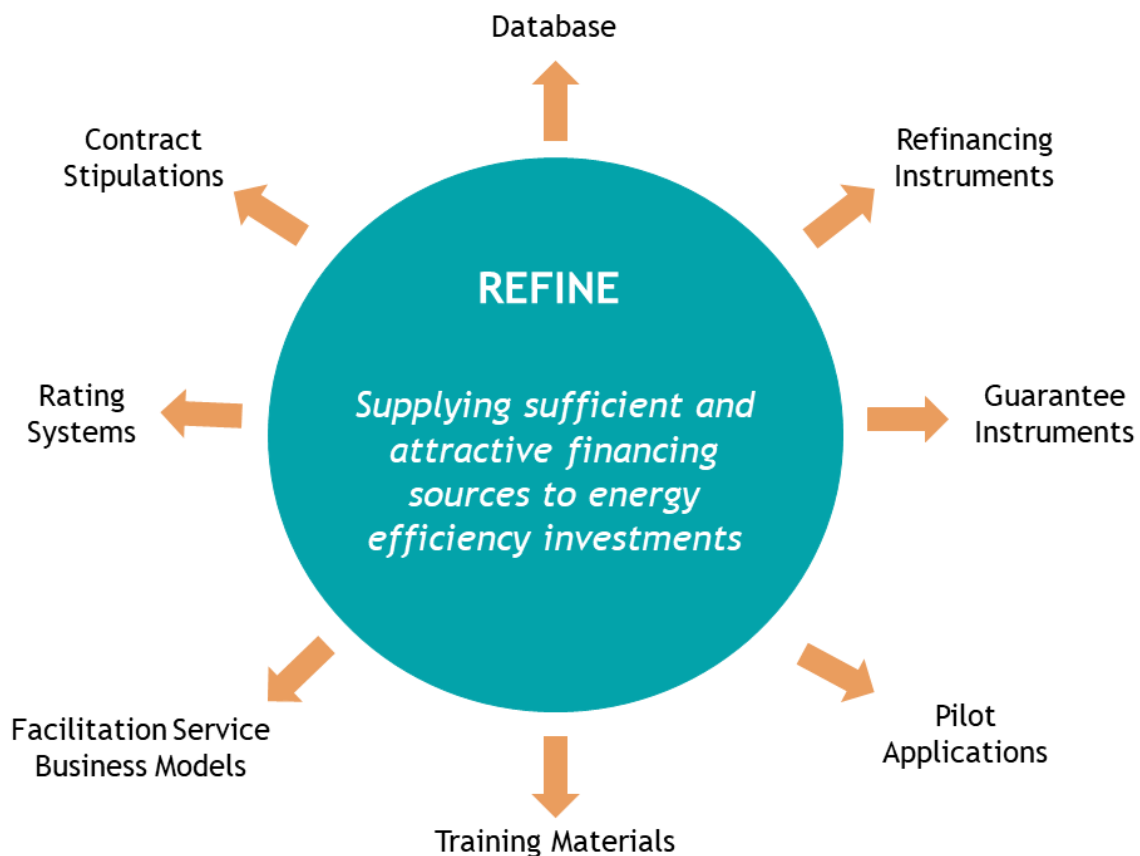 Database
Contract
Stipulations
Refinancing
Instruments
REFINE
Supplying sufficient and
attractive financing
sources to energy
efficiency investments
Rating
Systems
Guarantee
Instruments
Facilitation Service
Business Models
Pilot
Applications
Training Materials